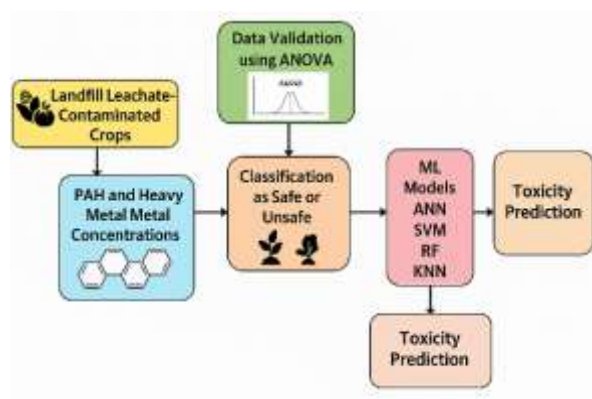 Data Validation
using ANOVA
Landfill Leachate-
Contaminated
Crops
PAH and Heavy
Metal Metal
Concentrations
Classification
as Safe or
Unsafe
ML
Models
ANN
SVM
RF
KNN
Toxicity
Prediction
Toxicity
Prediction